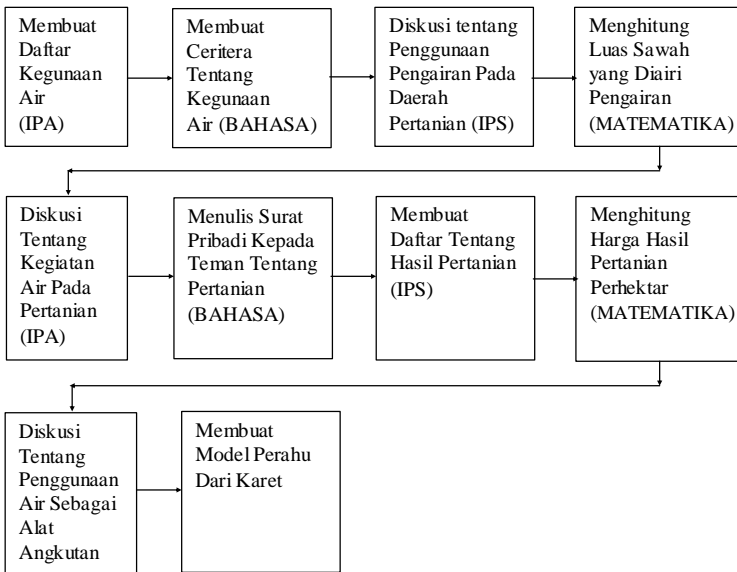 Membuat
Daftar
Kegunaan
Air
(IPA)
Membuat
Ceritera
Tentang
Kegunaan
Air (BAHASA)
Diskusi tentang
Penggunaan
Pengairan Pada
Daerah
Pertanian (IPS)
Menghitung
Luas Sawah
yang Diairi
Pengairan
(MATEMATIKA)
Diskusi
Tentang
Kegiatan
Air Pada
Pertanian
(IPA)
Menulis Surat
Pribadi Kepada
Teman Tentang
Pertanian
(BAHASA)
Membuat
Daftar Tentang
Hasil Pertanian
(IPS)
Menghitung
Harga Hasil
Pertanian
Perhektar
(MATEMATIKA)
Diskusi
Tentang
Penggunaan
Air Sebagai
Alat
Angkutan
Membuat
Model Perahu
Dari Karet